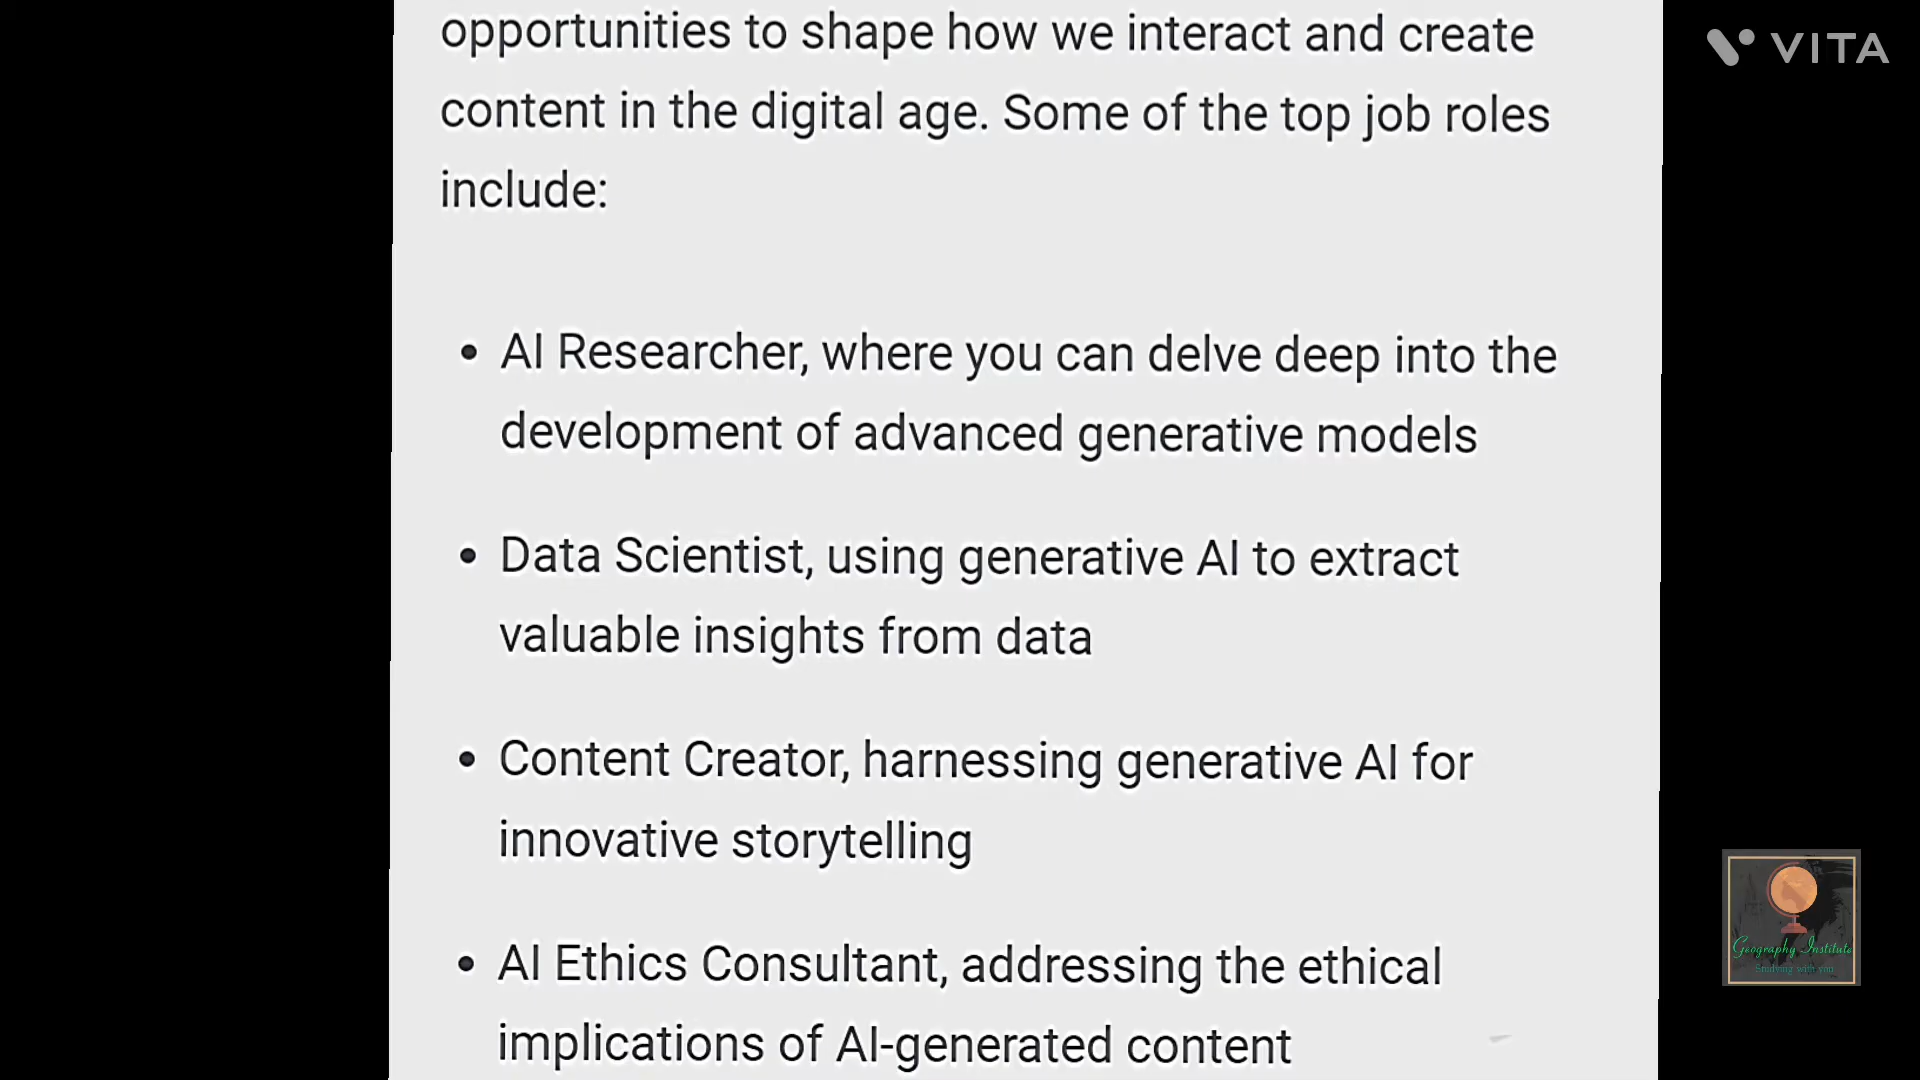 opportunities to shape how we interact and create
content in the digital age. Some of the top job roles
include:
• AI Researcher, where you can delve deep into the
development of advanced generative models
• Data Scientist, using generative AI to extract
valuable insights from data
• Content Creator, harnessing generative AI for
innovative storytelling
• AI Ethics Consultant, addressing the ethical
implications of AI-generated content
VITA
Geography Institute
Studying with you